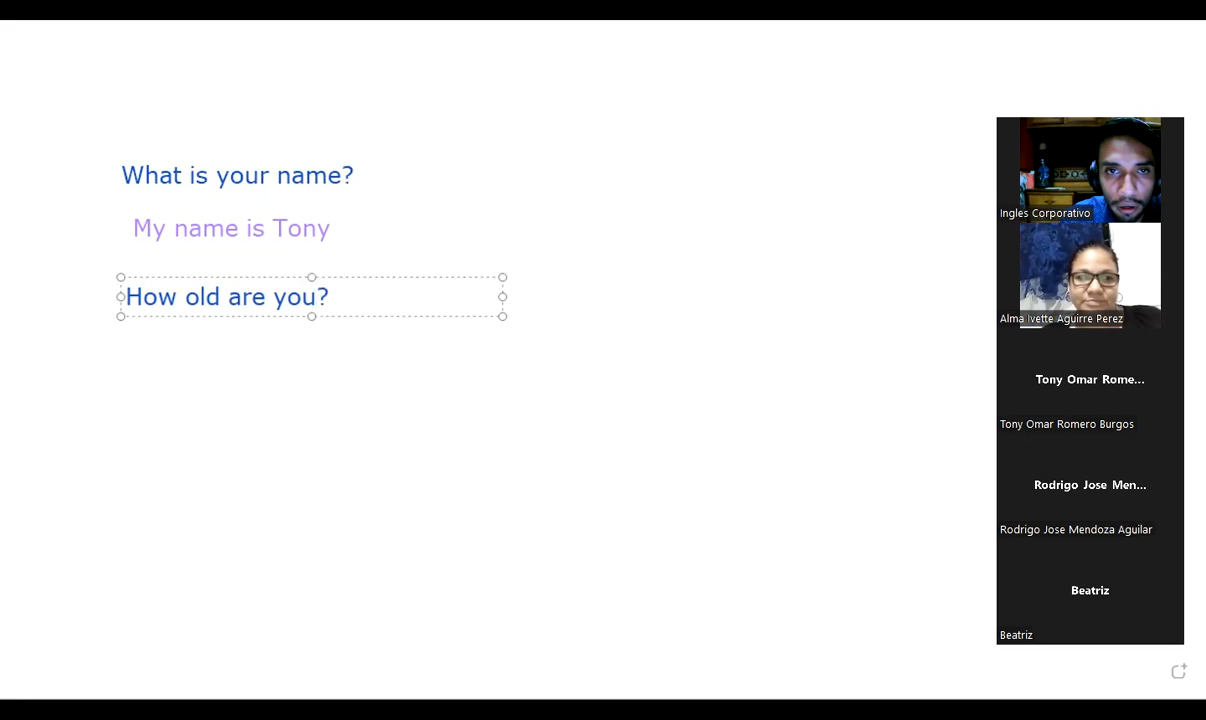 What is your name?
My name is Tony
How old are you?
Ingles Corporativo
Alma Ivette Aguirre Perez
Tony Omar Rome...
Tony Omar Romero Burgos
Rodrigo Jose Men...
Rodrigo Jose Mendoza Aguilar
Beatriz
Beatriz